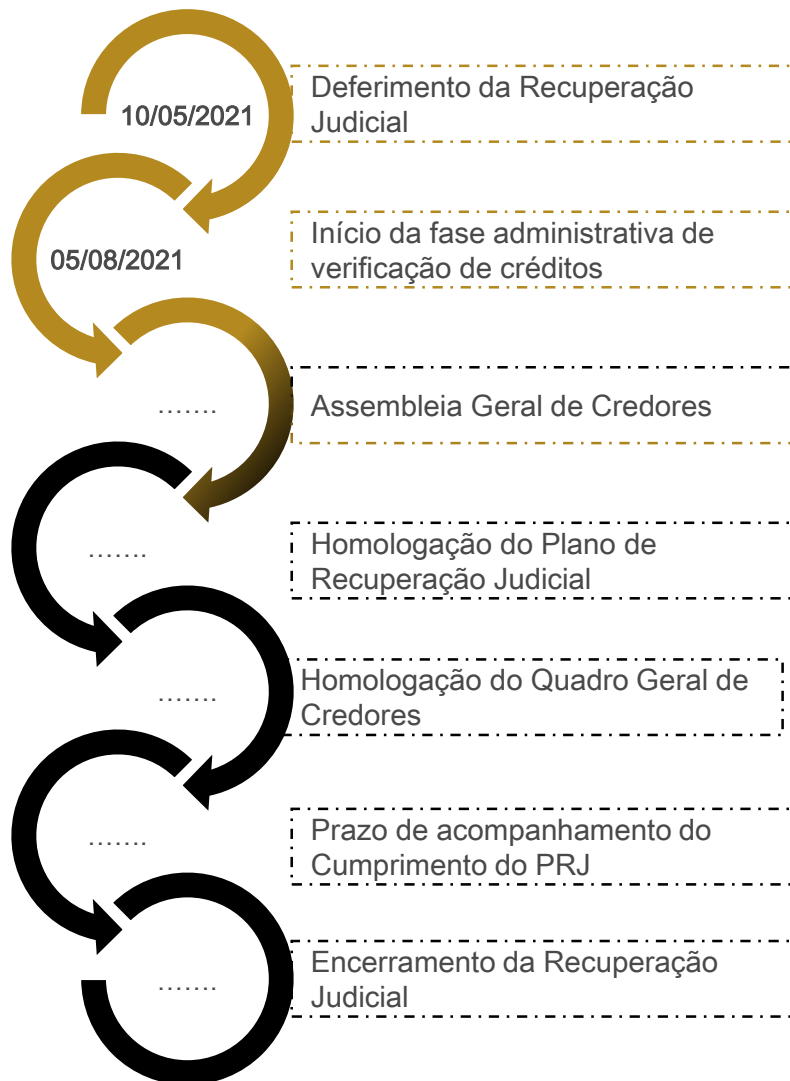 10/05/2021
Deferimento da Recuperação
Judicial
05/08/2021
Início da fase administrativa de
verificação de créditos
.......
Assembleia Geral de Credores
.......
Homologação do Plano de
Recuperação Judicial
.......
Homologação do Quadro Geral de
Credores
.......
Prazo de acompanhamento do
Cumprimento do PRJ
.......
Encerramento da Recuperação
Judicial